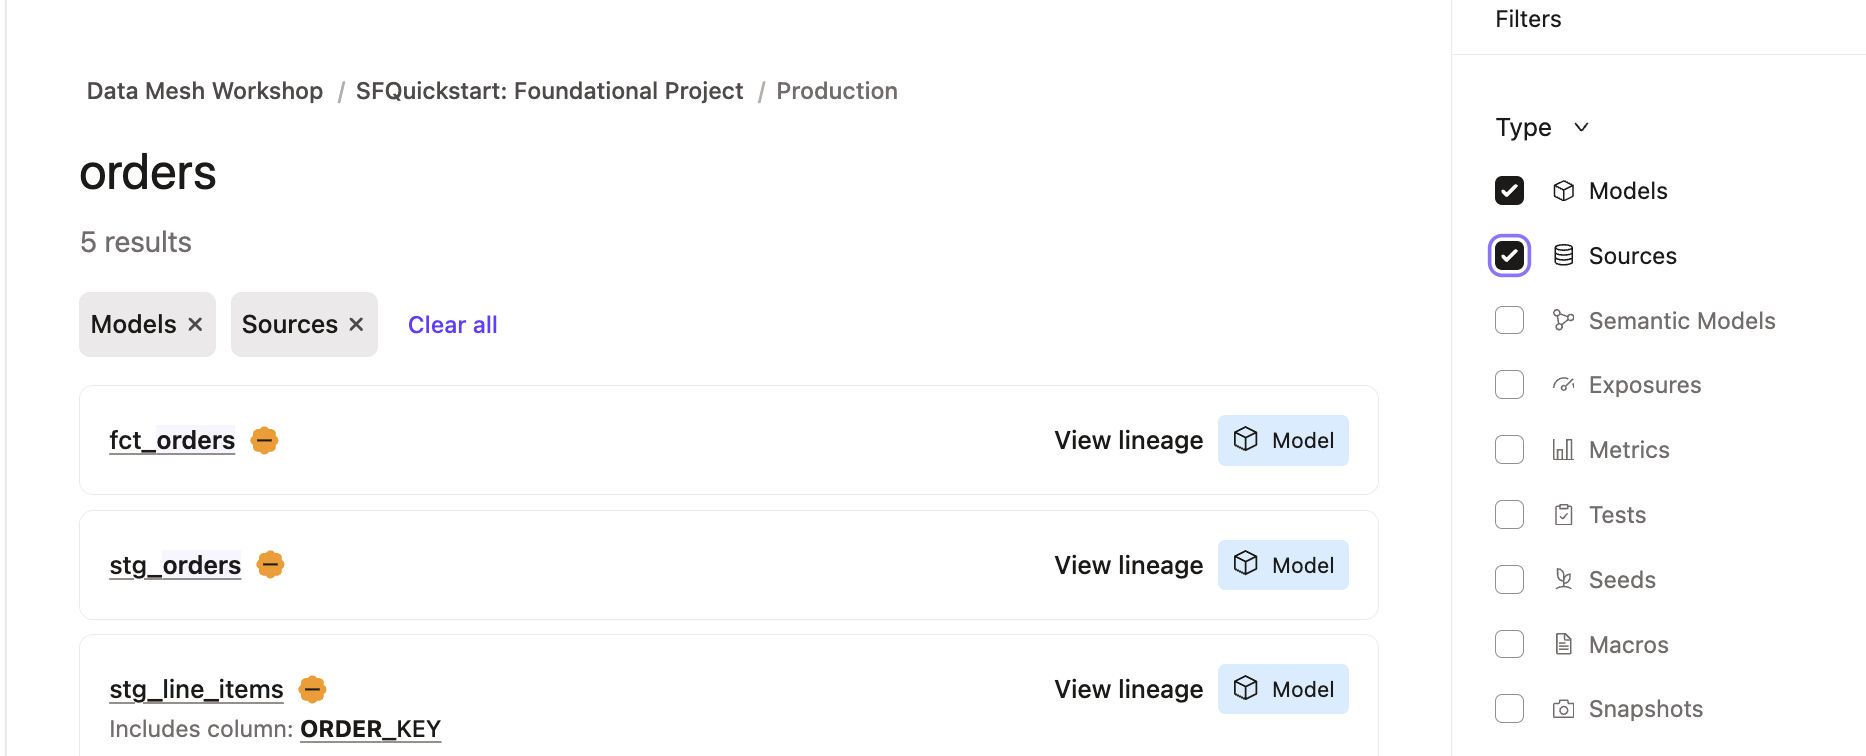 Filters
Data Mesh Workshop / SFQuickstart: Foundational Project / Production
orders
5 results
Models × Sources × Clear all
fct_orders View lineage Model
stg_orders View lineage Model
stg_line_items View lineage Model
Includes column: ORDER_KEY
Type
Models
Sources
Semantic Models
Exposures
Metrics
Tests
Seeds
Macros
Snapshots